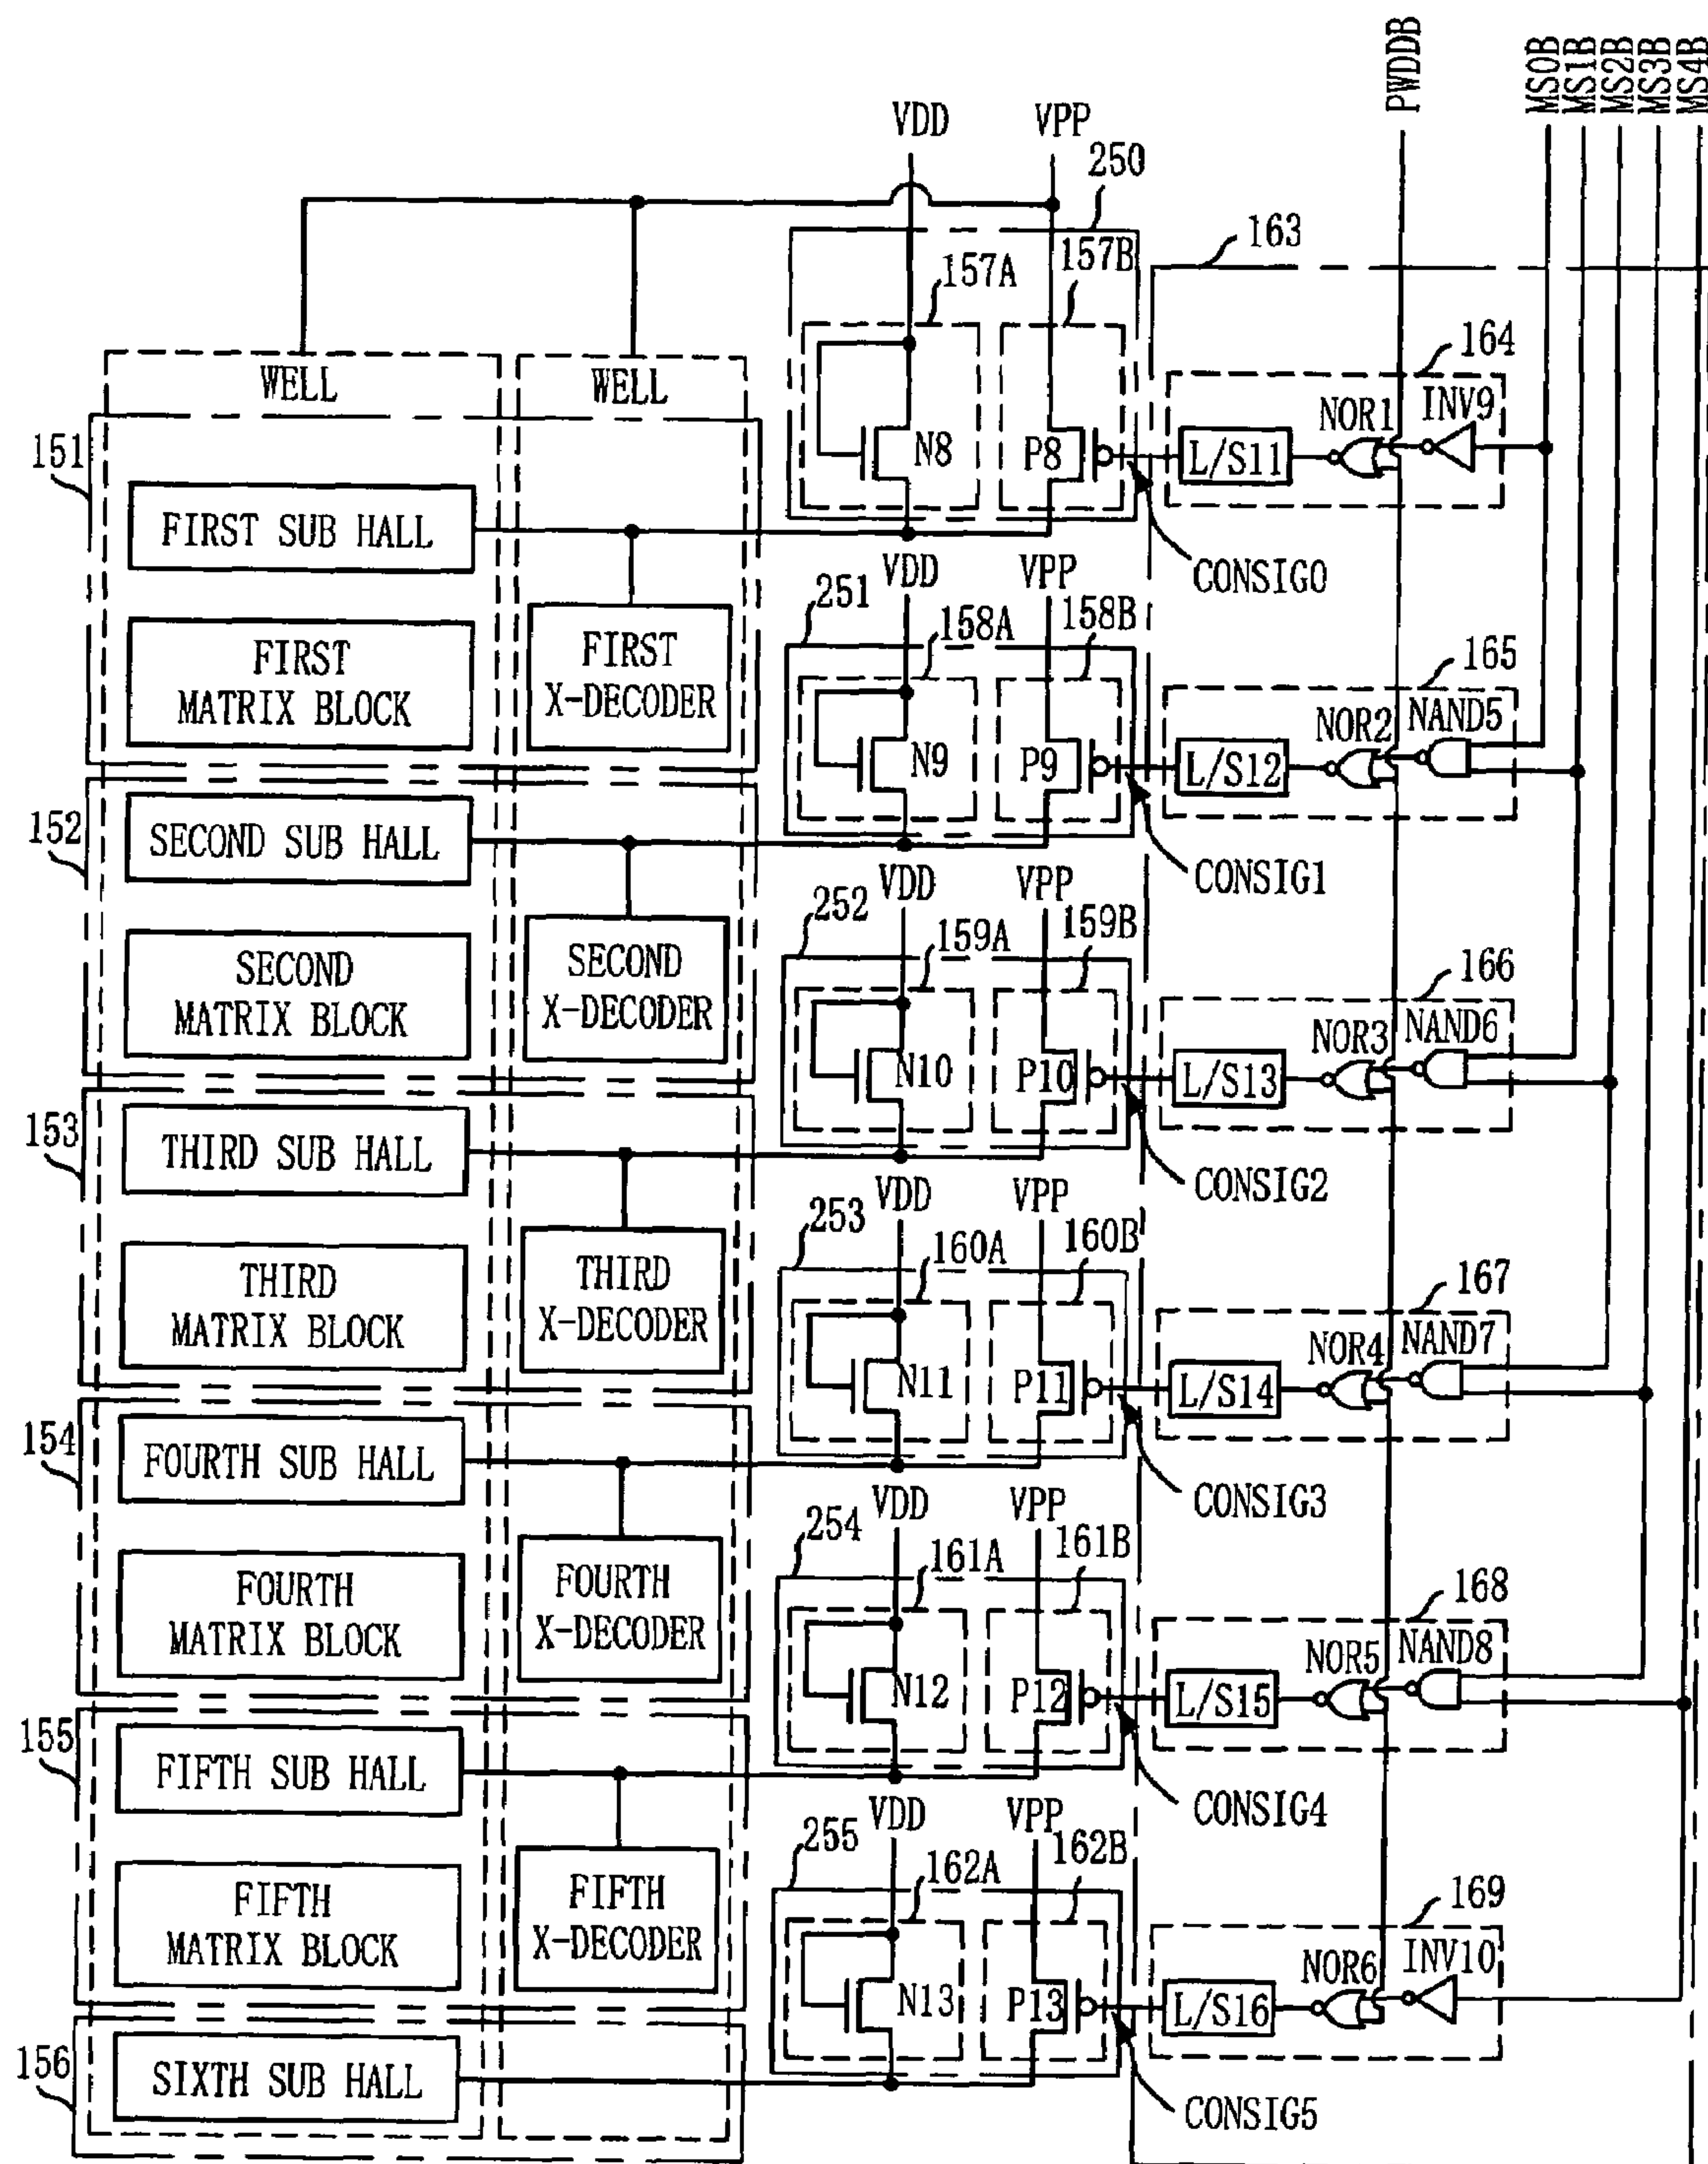 PWDDB
MS0B
MS1B
MS2B
MS3B
MS4B
VDD
VPP
250
157B
163
157A
164
WELL
WELL
NOR1
INV9
151
N8
P8
L/S11
FIRST SUB HALL
CONSIG0
VDD
VPP
251
158A
158B
FIRST
MATRIX BLOCK
FIRST
X-DECODER
165
NOR2
NAND5
N9
P9
L/S12
152
SECOND SUB HALL
CONSIG1
VDD
VPP
252
159A
159B
SECOND
MATRIX BLOCK
SECOND
X-DECODER
166
NOR3
NAND6
N10
P10
L/S13
153
THIRD SUB HALL
CONSIG2
VDD
VPP
253
160A
160B
THIRD
MATRIX BLOCK
THIRD
X-DECODER
167
NOR4
NAND7
N11
P11
L/S14
154
FOURTH SUB HALL
CONSIG3
VDD
VPP
254
161A
161B
FOURTH
MATRIX BLOCK
FOURTH
X-DECODER
168
NOR5
NAND8
N12
P12
L/S15
155
FIFTH SUB HALL
CONSIG4
VDD
VPP
255
162A
162B
FIFTH
MATRIX BLOCK
FIFTH
X-DECODER
169
NOR6
INV10
N13
P13
L/S16
156
SIXTH SUB HALL
CONSIG5